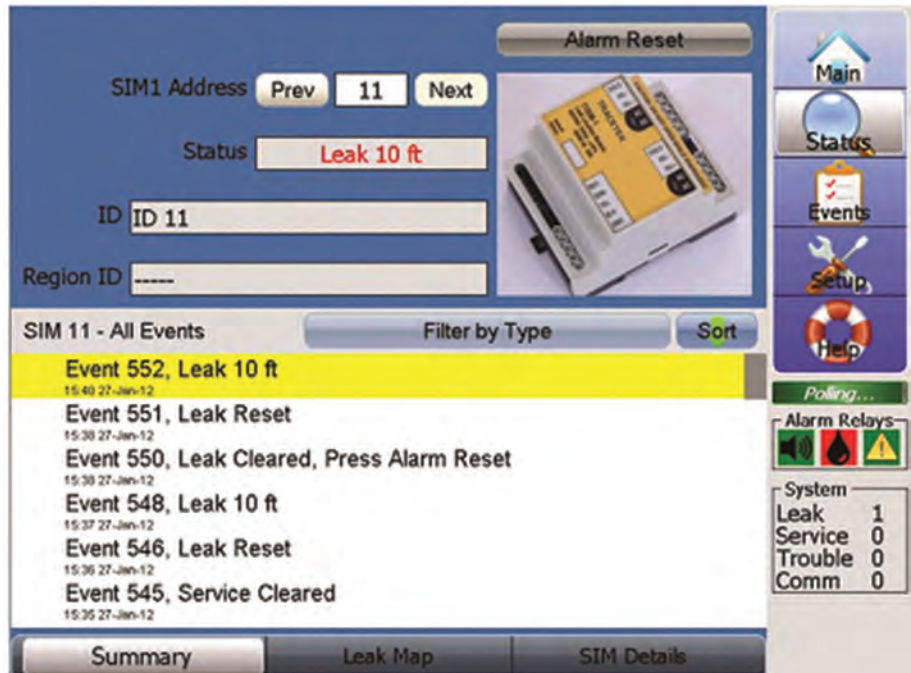 Alarm Reset
SIM1 Address Prev 11 Next
Status Leak 10 ft
ID ID 11
Region ID -----
TRACETEK
SIM 11 - All Events Filter by Type Sort
Event 552, Leak 10 ft
15:40 27-Jan-12
Event 551, Leak Reset
15:38 27-Jan-12
Event 550, Leak Cleared, Press Alarm Reset
15:38 27-Jan-12
Event 548, Leak 10 ft
15:37 27-Jan-12
Event 546, Leak Reset
15:36 27-Jan-12
Event 545, Service Cleared
15:35 27-Jan-12
Summary Leak Map SIM Details
Main
Status
Events
Setup
Help
Polling...
Alarm Relays
System
Leak 1
Service 0
Trouble 0
Comm 0